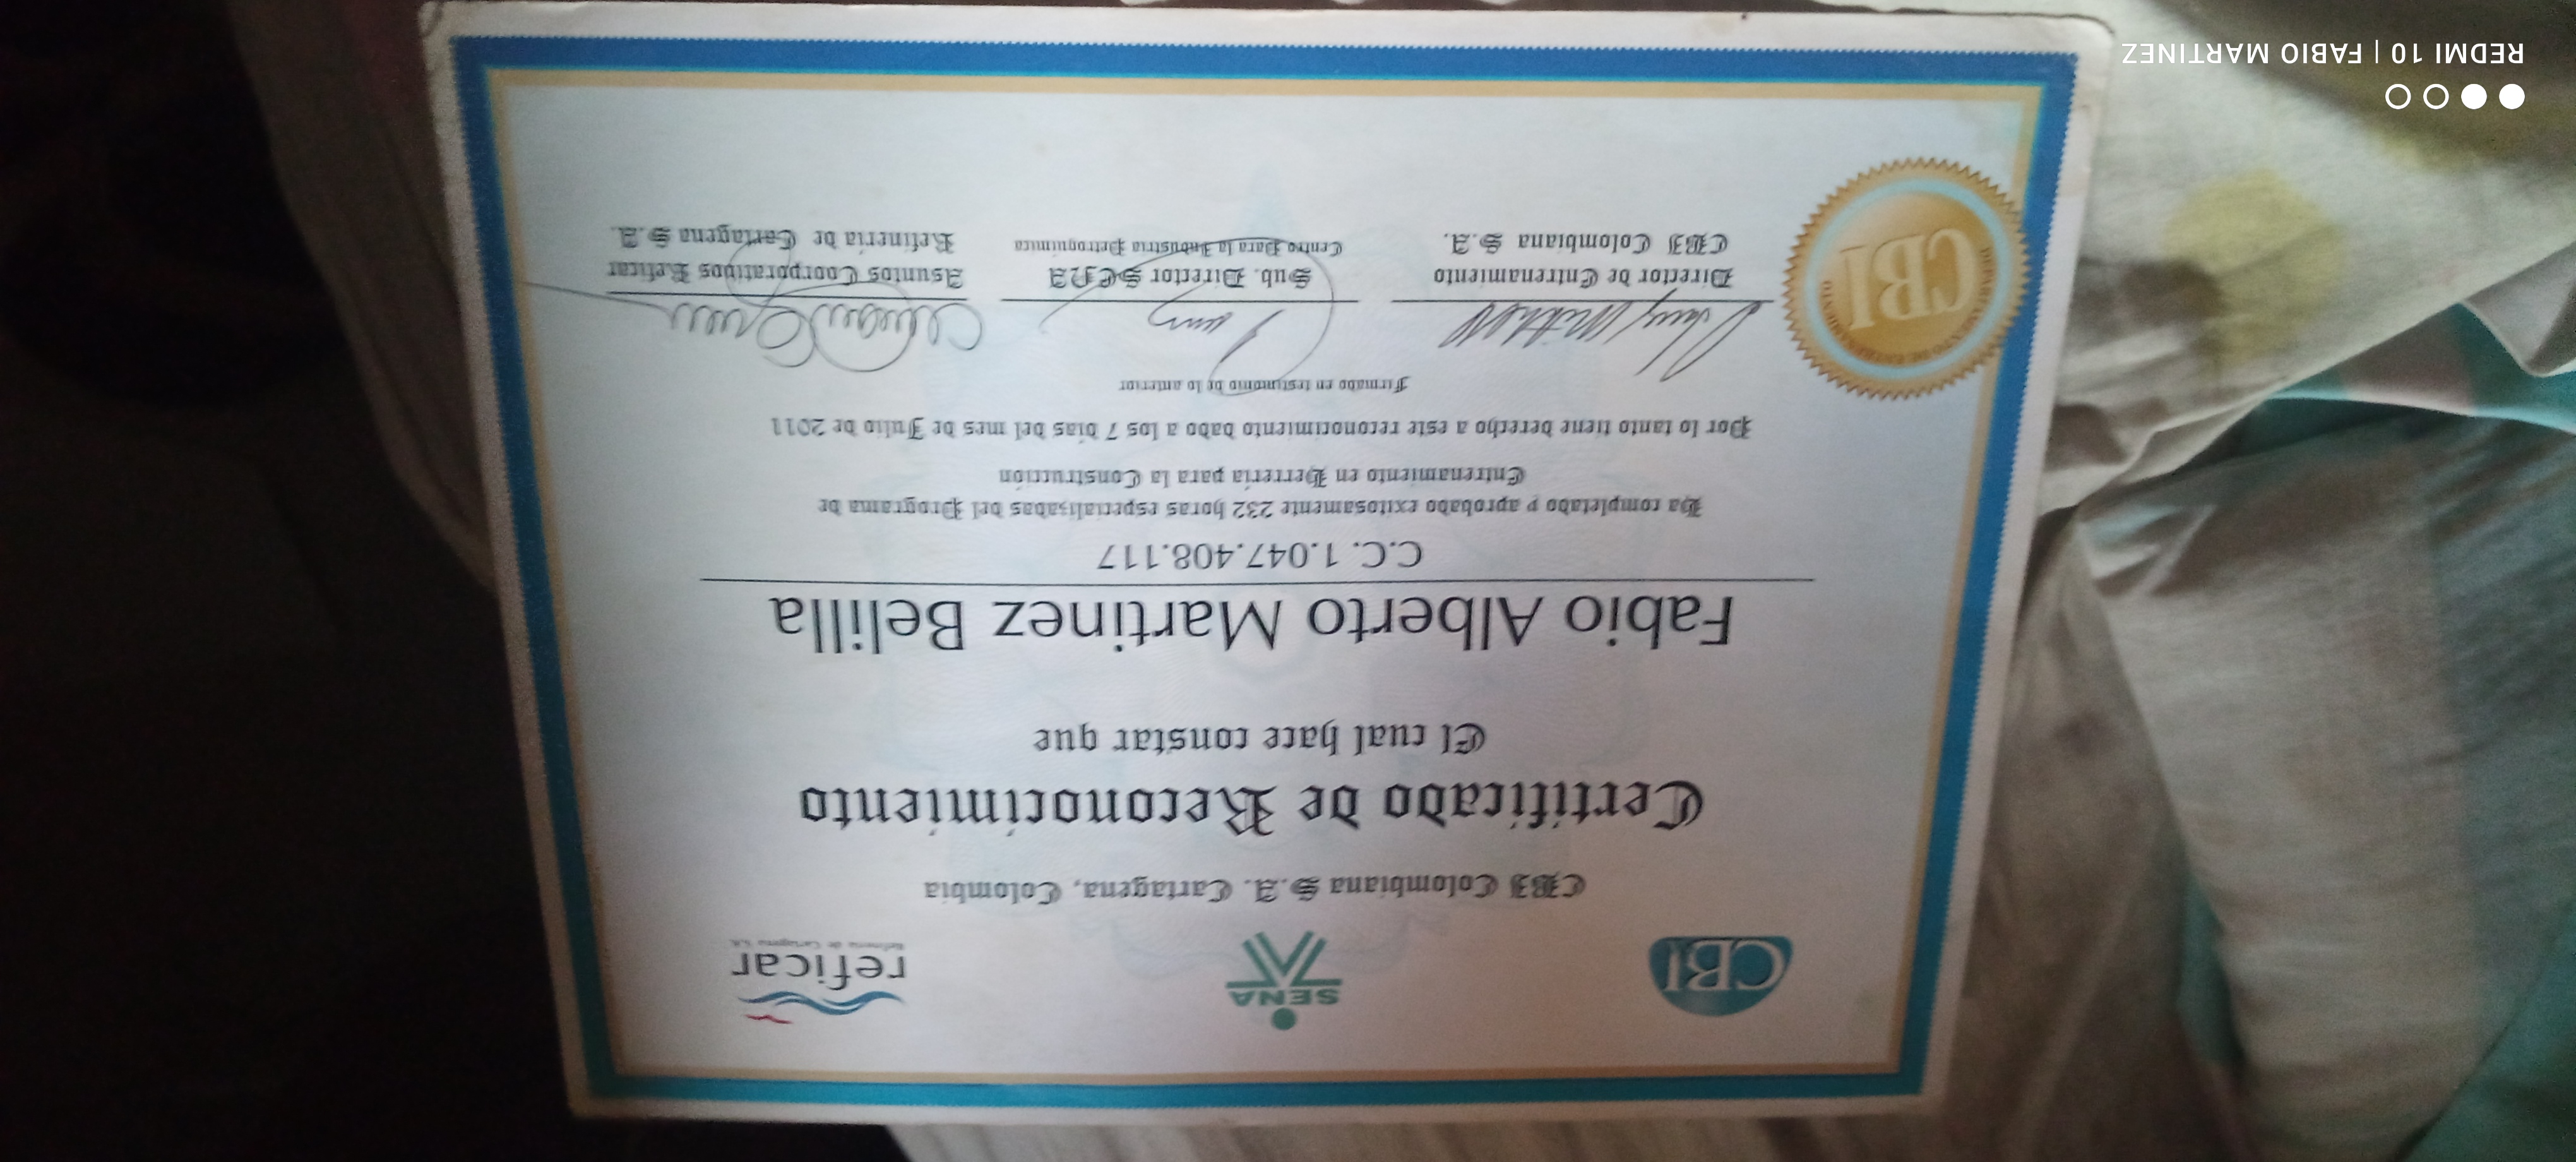 CBI
SENA
reficar
Refinería de Cartagena S.A.
CBI Colombiana S.A. Cartagena, Colombia
Certificado de Reconocimiento
El cual hace constar que
Fabio Alberto Martinez Belilla
C.C. 1.047.408.117
Ha completado y aprobado exitosamente 232 horas especializadas del Programa de
Entrenamiento en Herrería para la Construcción
Por lo tanto tiene derecho a este reconocimiento dado a los 7 días del mes de Julio de 2011
Firmado en testimonio de lo anterior
Mitchell
Director de Entrenamiento
CBI Colombiana S.A.
Sub. Director SENA
Centro Para la Industria Petroquímica
Asuntos Coorporativos Reficar
Refinería de Cartagena S.A.
DEPARTAMENTO DE ENTRENAMIENTO
CBI
REDMI 10 | FABIO MARTINEZ